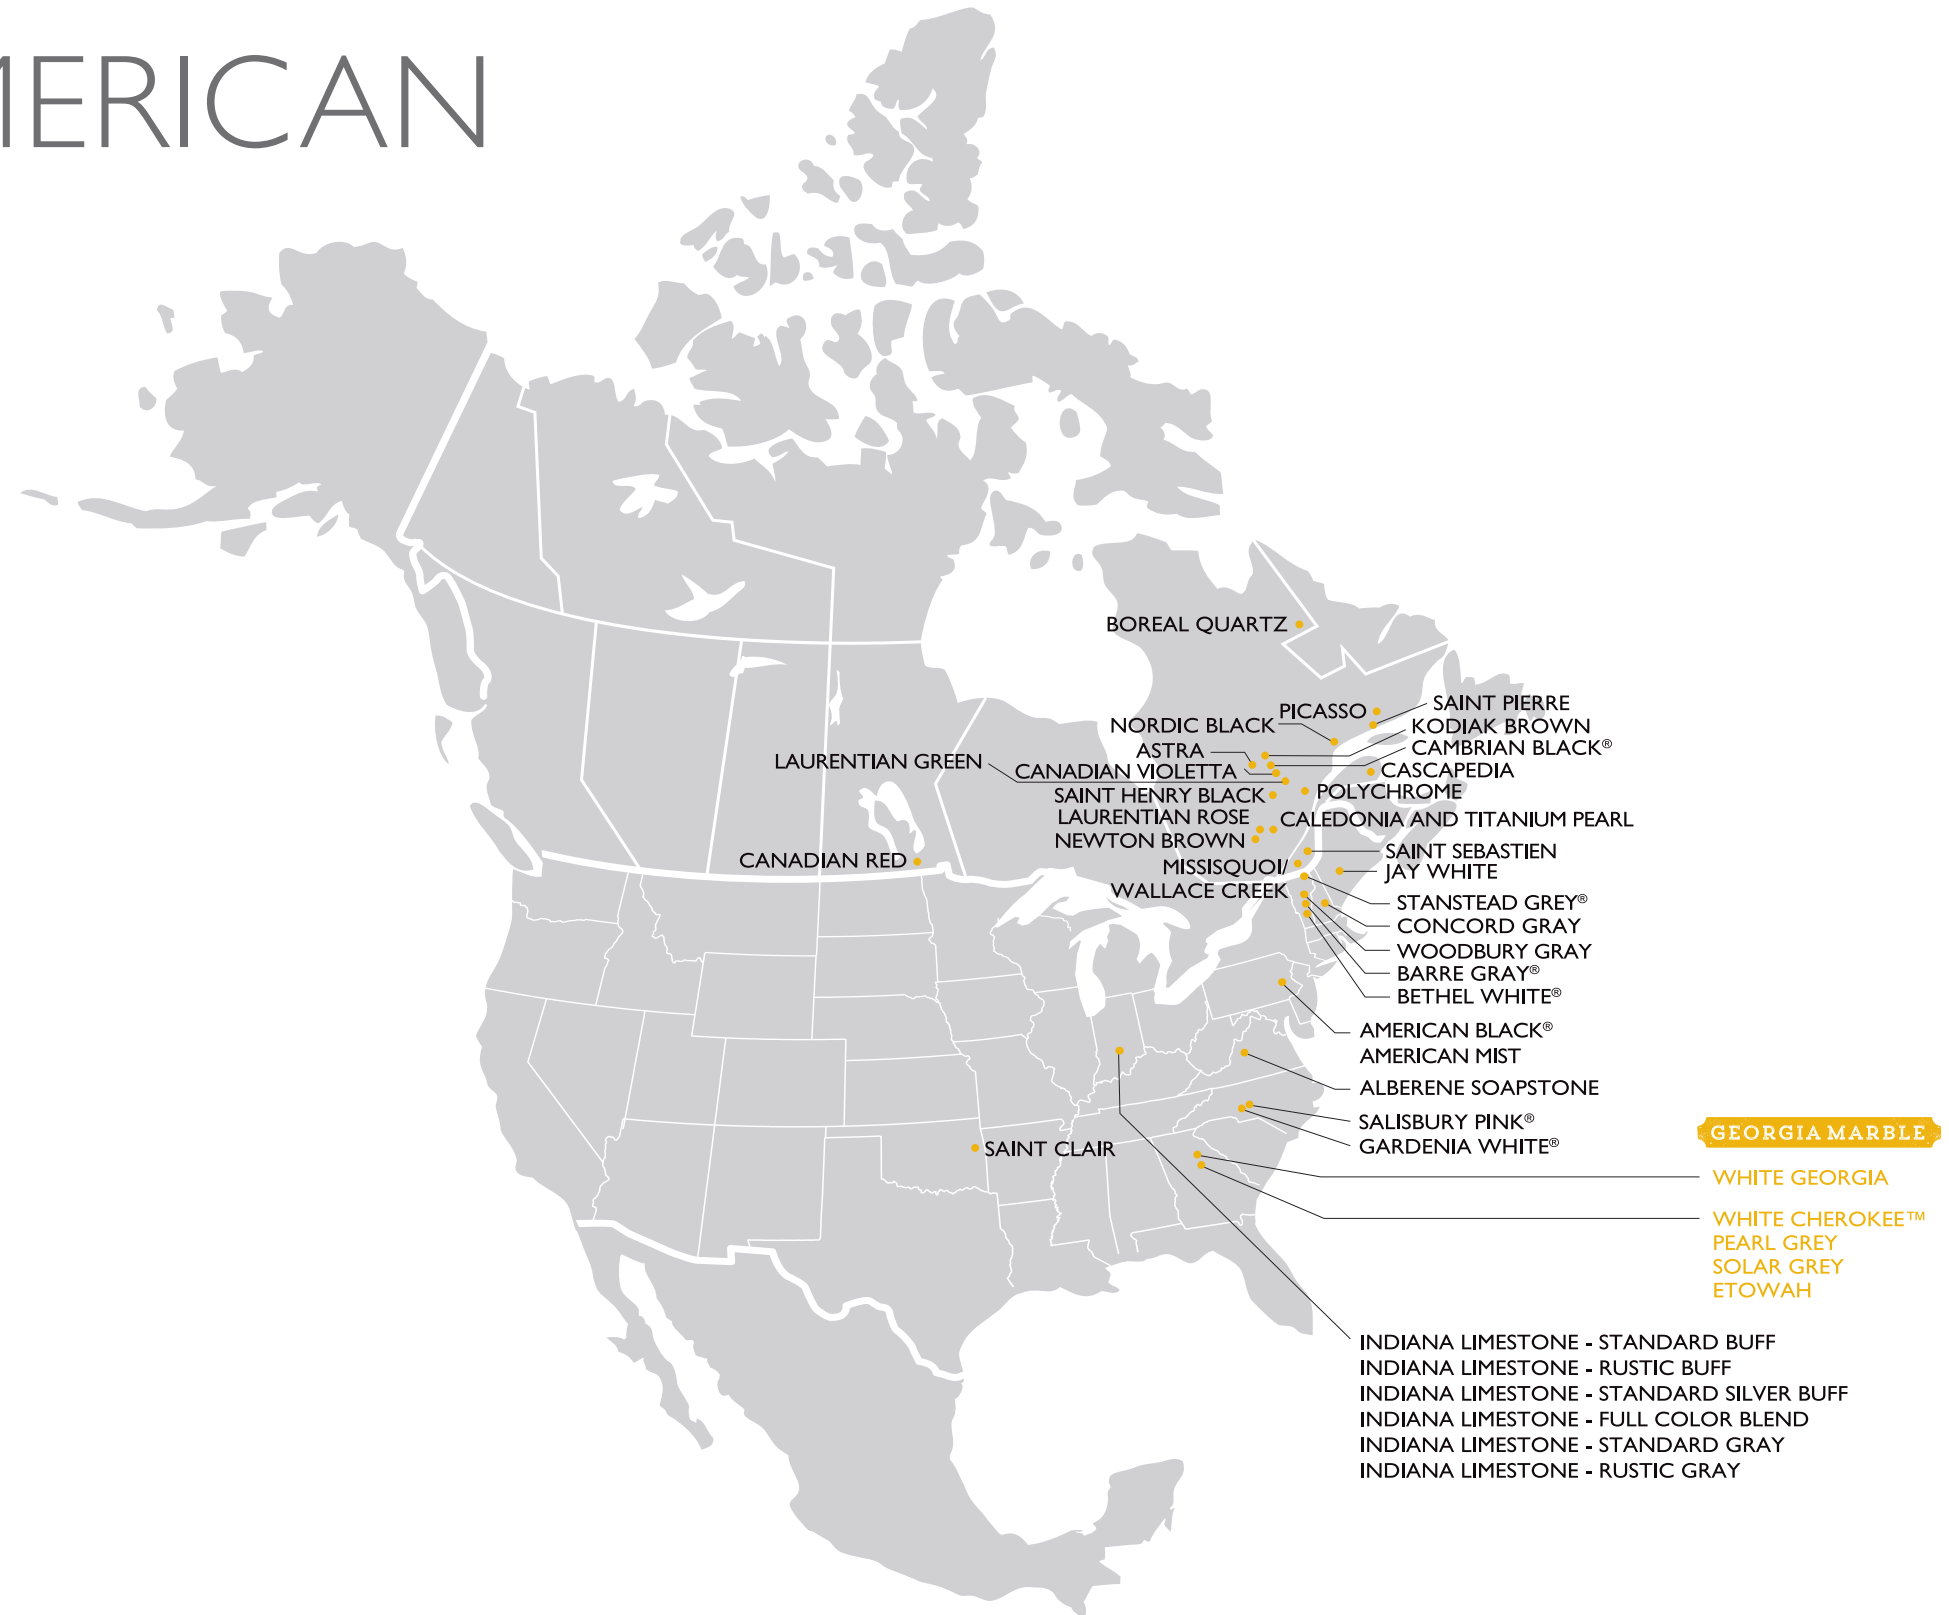 MERICAN
BOREAL QUARTZ
PICASSO
SAINT PIERRE
NORDIC BLACK
KODIAK BROWN
ASTRA
CAMBRIAN BLACK®
LAURENTIAN GREEN
CANADIAN VIOLETTA
CASCAPEDIA
SAINT HENRY BLACK
POLYCHROME
LAURENTIAN ROSE
CALEDONIA AND TITANIUM PEARL
NEWTON BROWN
CANADIAN RED
SAINT SEBASTIEN
MISSISQUOI/
WALLACE CREEK
JAY WHITE
STANSTEAD GREY®
CONCORD GRAY
WOODBURY GRAY
BARRE GRAY®
BETHEL WHITE®
AMERICAN BLACK®
AMERICAN MIST
ALBERENE SOAPSTONE
SALISBURY PINK®
GARDENIA WHITE®
SAINT CLAIR
GEORGIA MARBLE
WHITE GEORGIA
WHITE CHEROKEE™
PEARL GREY
SOLAR GREY
ETOWAH
INDIANA LIMESTONE - STANDARD BUFF
INDIANA LIMESTONE - RUSTIC BUFF
INDIANA LIMESTONE - STANDARD SILVER BUFF
INDIANA LIMESTONE - FULL COLOR BLEND
INDIANA LIMESTONE - STANDARD GRAY
INDIANA LIMESTONE - RUSTIC GRAY